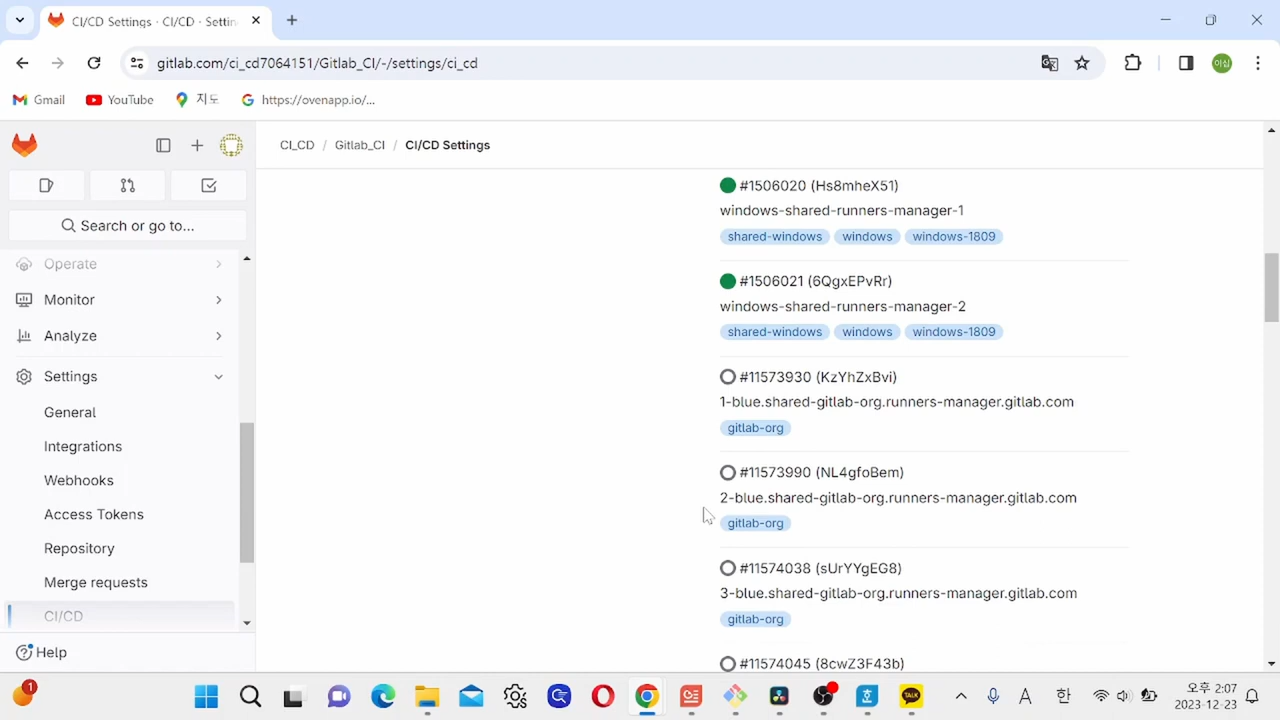 CI/CD Settings · CI/CD · Settin
gitlab.com/ci_cd7064151/Gitlab_CI/-/settings/ci_cd
이심
Gmail
YouTube
지도
https://ovenapp.io/...
CI_CD / Gitlab_CI / CI/CD Settings
Search or go to...
Operate
Monitor
Analyze
Settings
General
Integrations
Webhooks
Access Tokens
Repository
Merge requests
CI/CD
Help
#1506020 (Hs8mheX51)
windows-shared-runners-manager-1
shared-windows windows windows-1809
#1506021 (6QgxEPvRr)
windows-shared-runners-manager-2
shared-windows windows windows-1809
#11573930 (KzYhZxBvi)
1-blue.shared-gitlab-org.runners-manager.gitlab.com
gitlab-org
#11573990 (NL4gfoBem)
2-blue.shared-gitlab-org.runners-manager.gitlab.com
gitlab-org
#11574038 (sUrYYgEG8)
3-blue.shared-gitlab-org.runners-manager.gitlab.com
gitlab-org
#11574045 (8cwZ3F43b)
1
TALK
A
한
오후 2:07
2023-12-23